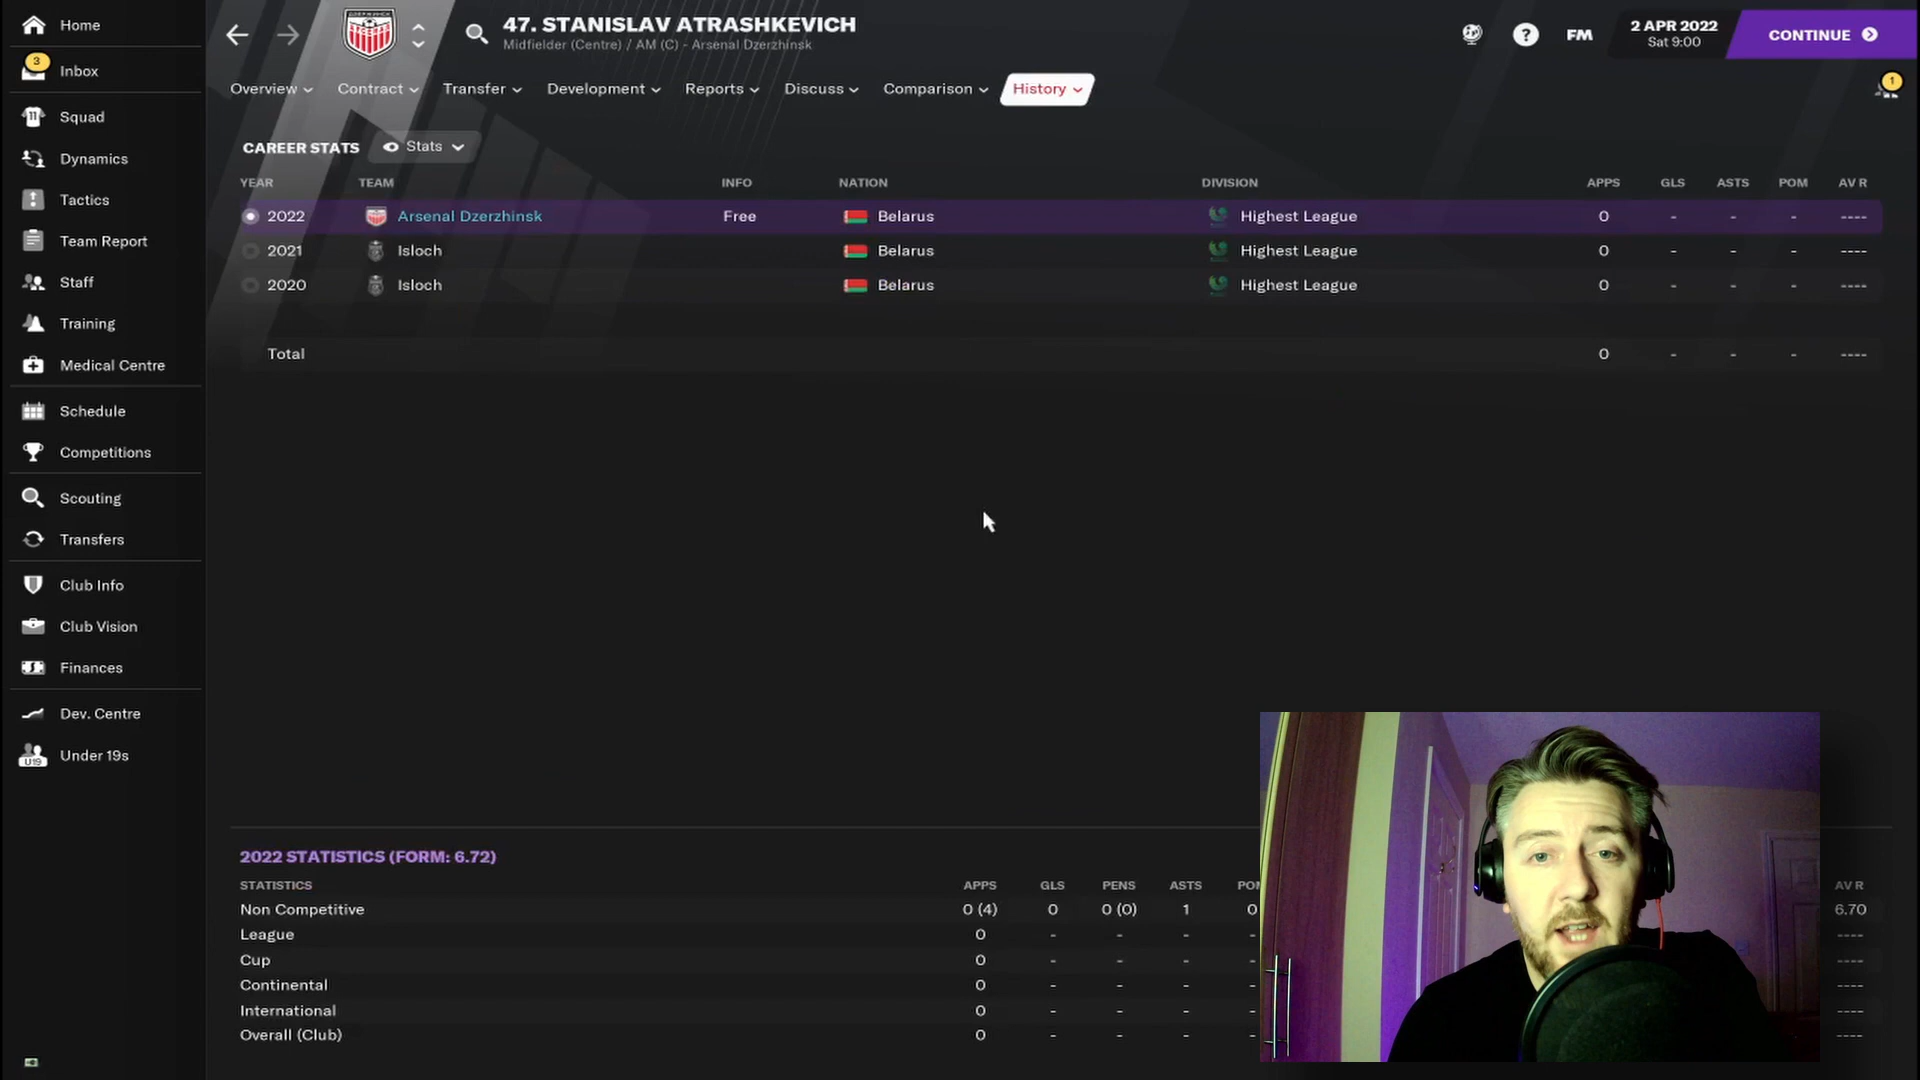 Home
3
Inbox
Squad
Dynamics
Tactics
Team Report
Staff
Training
Medical Centre
Schedule
Competitions
Scouting
Transfers
Club Info
Club Vision
Finances
Dev. Centre
U19
Under 19s
47. STANISLAV ATRASHKEVICH
Midfielder (Centre) / AM (C) - Arsenal Dzerzhinsk
?
FM
2 APR 2022
Sat 9:00
CONTINUE
Overview Contract Transfer Development Reports Discuss Comparison History
1
CAREER STATS Stats
YEAR TEAM INFO NATION DIVISION APPS GLS ASTS POM AV R
2022 Arsenal Dzerzhinsk Free Belarus Highest League 0 - - - ----
2021 Isloch Belarus Highest League 0 - - - ----
2020 Isloch Belarus Highest League 0 - - - ----
Total 0 - - - ----
2022 STATISTICS (FORM: 6.72)
STATISTICS APPS GLS PENS ASTS AV R
Non Competitive 0 (4) 0 0 (0) 1 0 6.70
League 0 - - - - ----
Cup 0 - - - - ----
Continental 0 - - - - ----
International 0 - - - - ----
Overall (Club) 0 - - - - ----